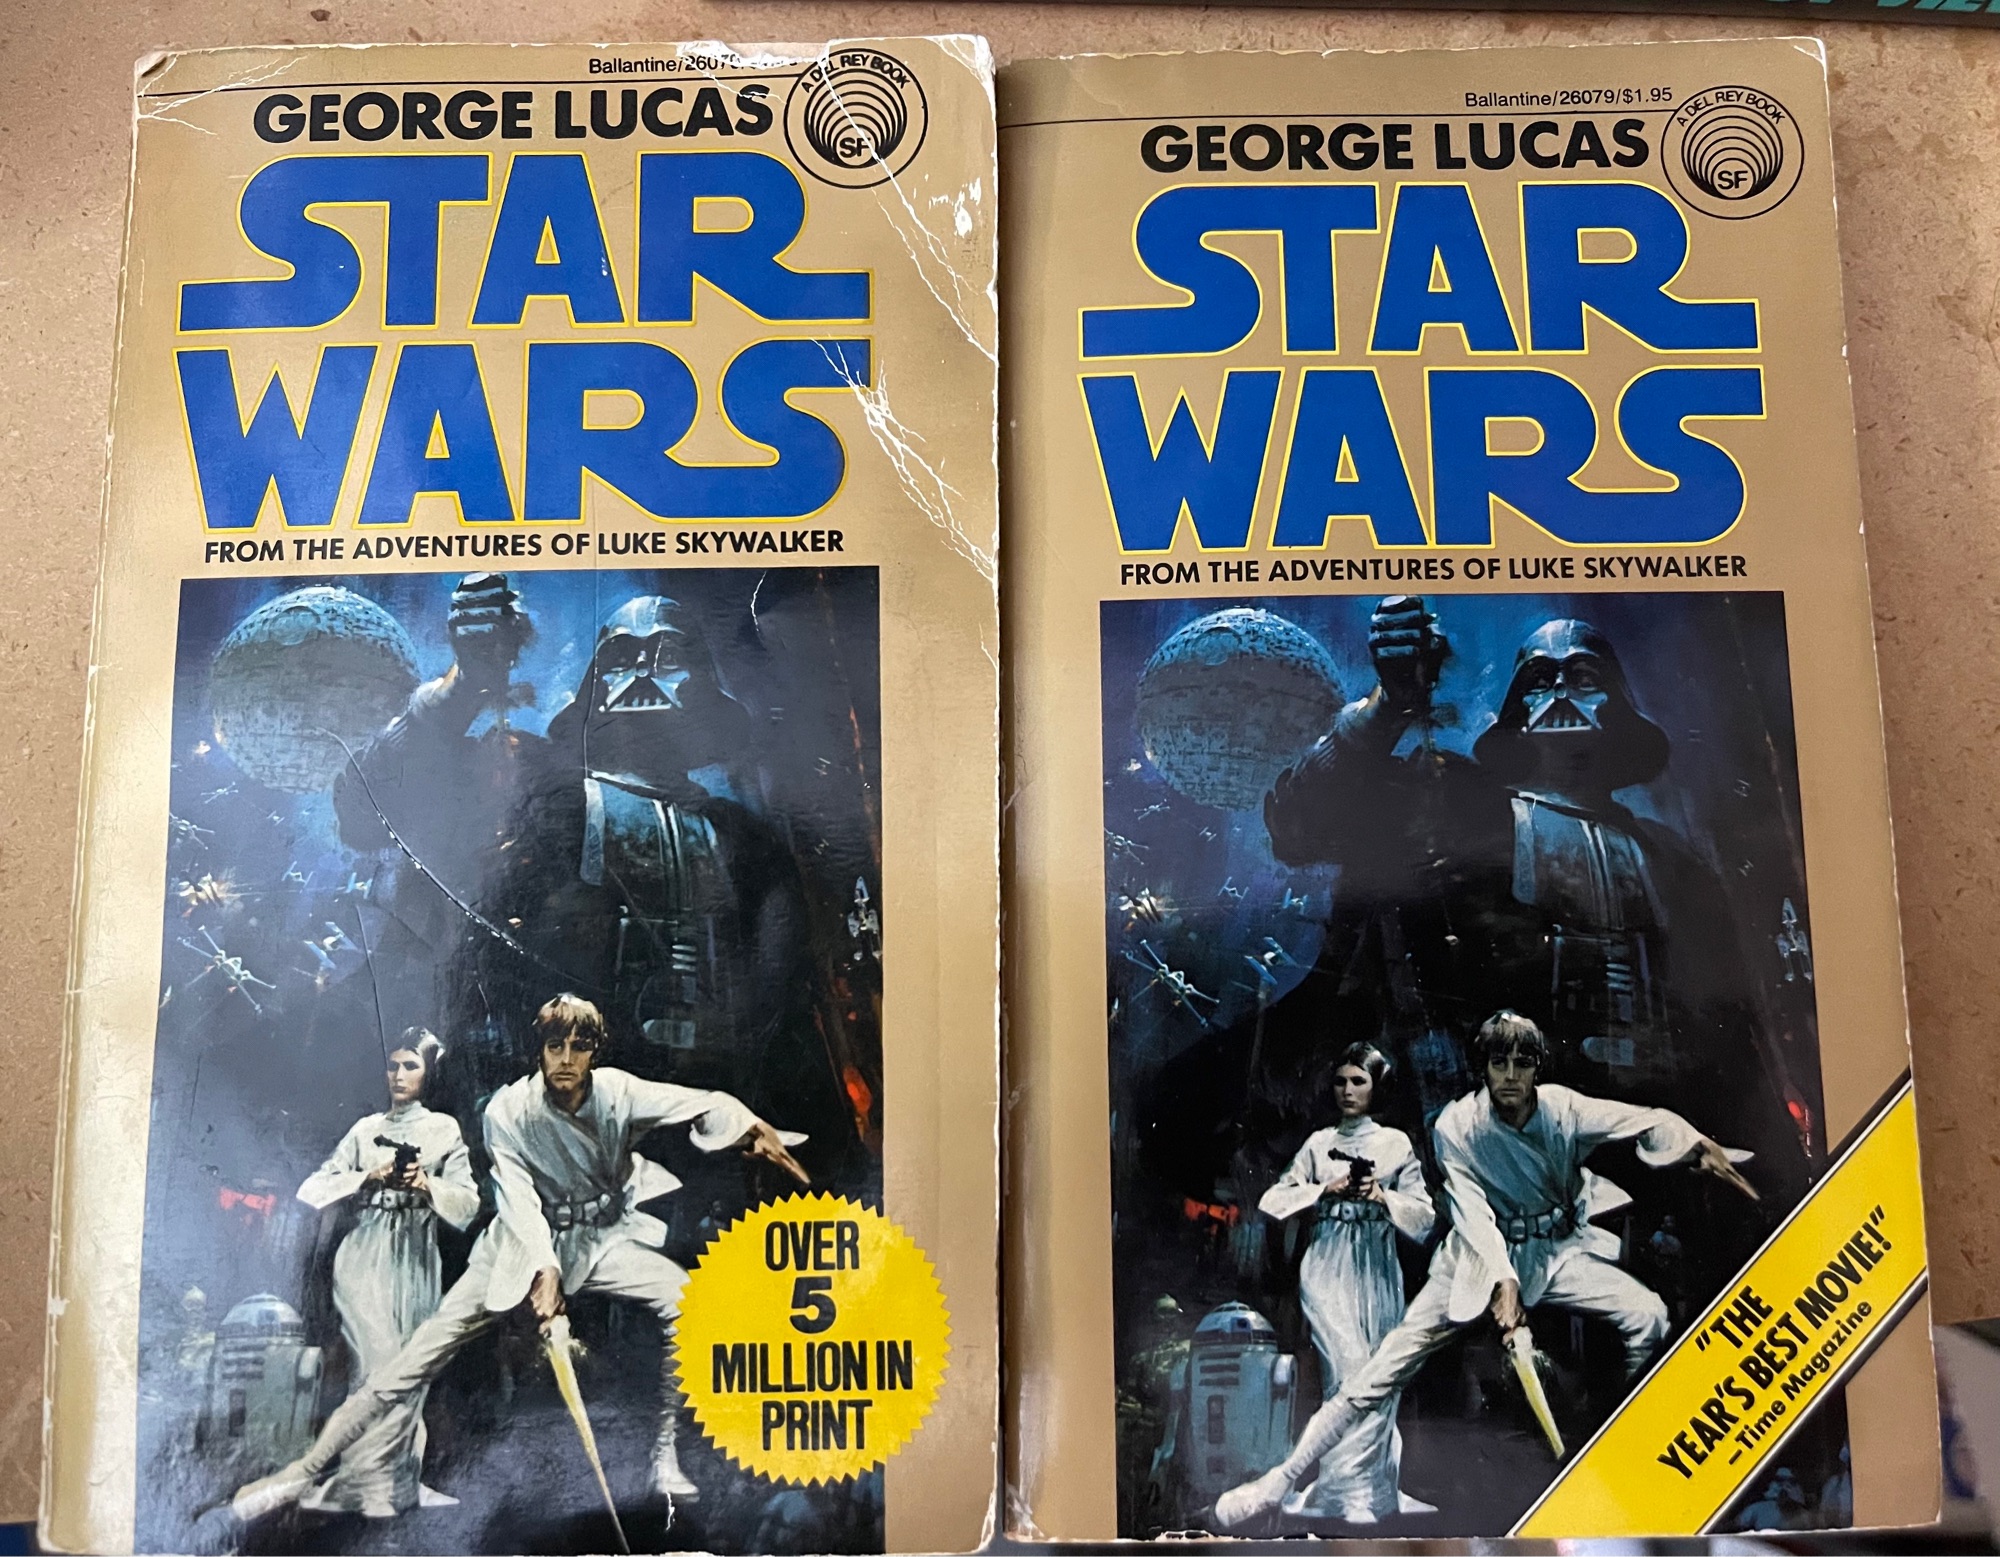 Ballantine/26079/
A DEL REY BOOK
SF
GEORGE LUCAS
STAR
WARS
FROM THE ADVENTURES OF LUKE SKYWALKER
OVER
5
MILLION IN
PRINT
Ballantine/26079/$1.95
A DEL REY BOOK
SF
GEORGE LUCAS
STAR
WARS
FROM THE ADVENTURES OF LUKE SKYWALKER
"THE
YEAR'S BEST MOVIE!"
—Time Magazine